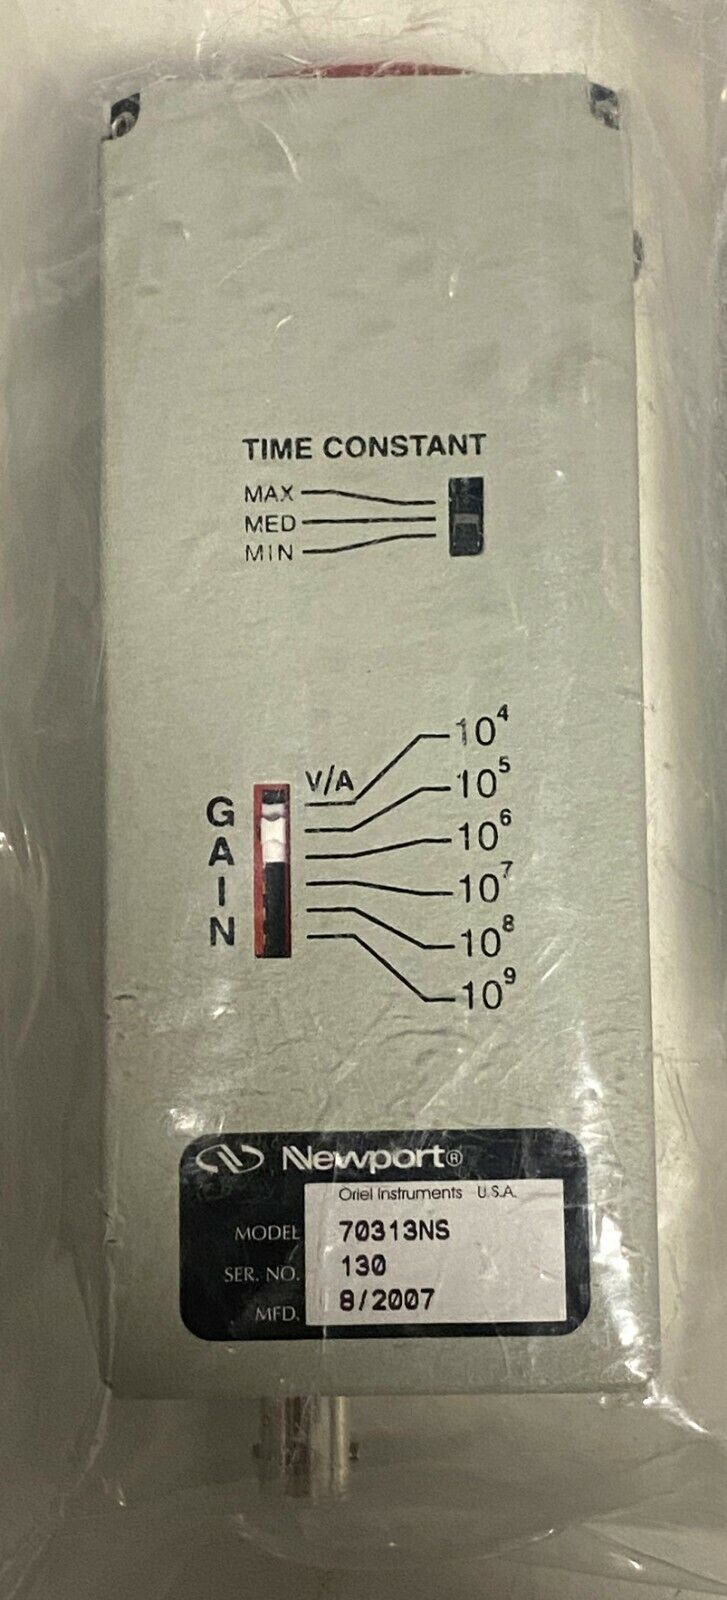 TIME CONSTANT
MAX
MED
MIN
GAIN
V/A
10⁴
10⁵
10⁶
10⁷
10⁸
10⁹
Newport®
Oriel Instruments U.S.A.
MODEL 70313NS
SER. NO. 130
MFD. 8/2007